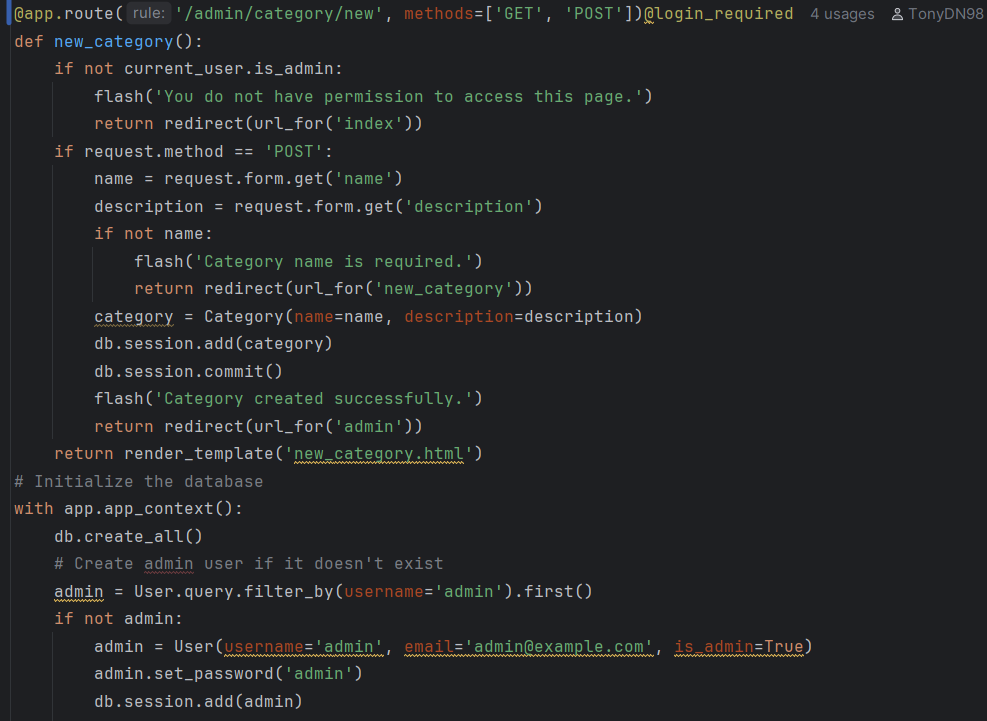 @app.route( rule: '/admin/category/new', methods=['GET', 'POST'])@login_required 4 usages TonyDN98
def new_category():
    if not current_user.is_admin:
        flash('You do not have permission to access this page.')
        return redirect(url_for('index'))
    if request.method == 'POST':
        name = request.form.get('name')
        description = request.form.get('description')
        if not name:
            flash('Category name is required.')
            return redirect(url_for('new_category'))
        category = Category(name=name, description=description)
        db.session.add(category)
        db.session.commit()
        flash('Category created successfully.')
        return redirect(url_for('admin'))
    return render_template('new_category.html')
# Initialize the database
with app.app_context():
    db.create_all()
    # Create admin user if it doesn't exist
    admin = User.query.filter_by(username='admin').first()
    if not admin:
        admin = User(username='admin', email='admin@example.com', is_admin=True)
        admin.set_password('admin')
        db.session.add(admin)